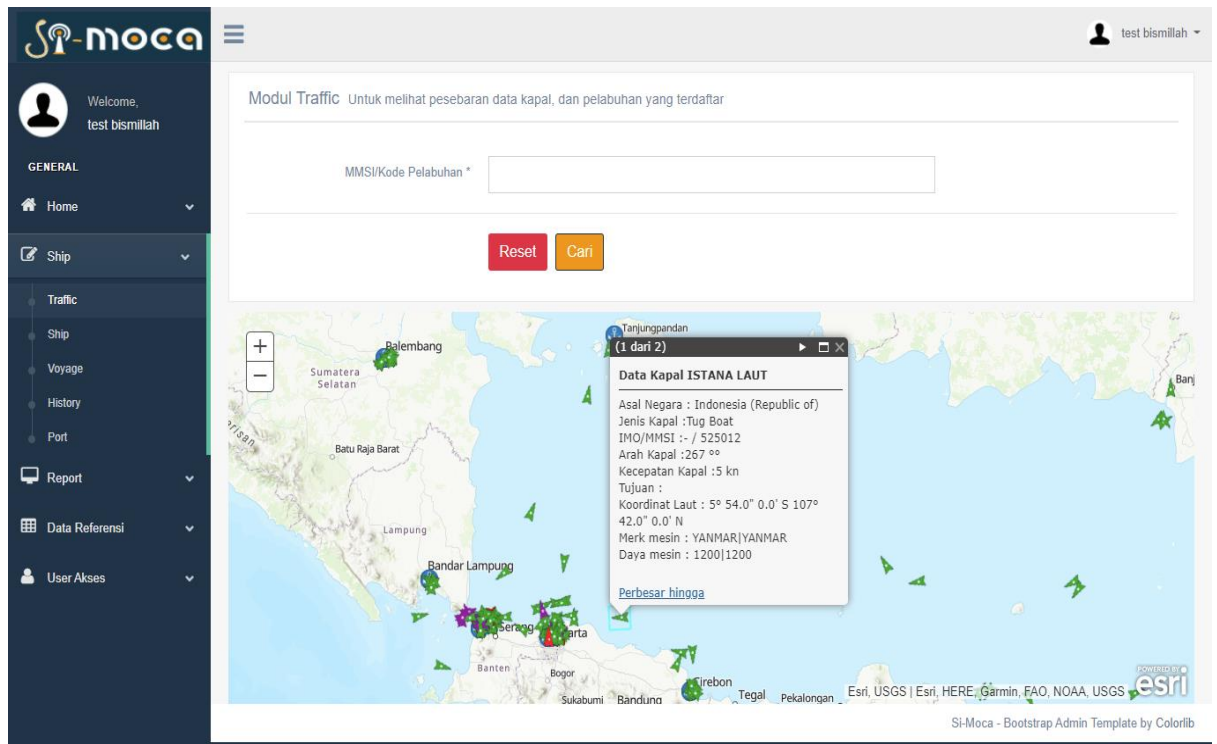 Si-moca
test bismillah
Welcome,
test bismillah
GENERAL
Home
Ship
Traffic
Ship
Voyage
History
Port
Report
Data Referensi
User Akses
Modul Traffic Untuk melihat pesebaran data kapal, dan pelabuhan yang terdaftar
MMSI/Kode Pelabuhan *
Reset Cari
+
−
Tanjungpandan
Palembang
Sumatera
Selatan
Batu Raja Barat
Lampung
Bandar Lampung
Serang
Banten
Bogor
Sukabumi
Bandung
Cirebon
Tegal
Pekalongan
(1 dari 2)
Data Kapal ISTANA LAUT
Asal Negara : Indonesia (Republic of)
Jenis Kapal :Tug Boat
IMO/MMSI :- / 525012
Arah Kapal :267 ºº
Kecepatan Kapal :5 kn
Tujuan :
Koordinat Laut : 5º 54.0" 0.0' S 107º
42.0" 0.0' N
Merk mesin : YANMAR|YANMAR
Daya mesin : 1200|1200
Perbesar hingga
Esri, USGS | Esri, HERE, Garmin, FAO, NOAA, USGS
POWERED BY
esri
Si-Moca - Bootstrap Admin Template by Colorlib